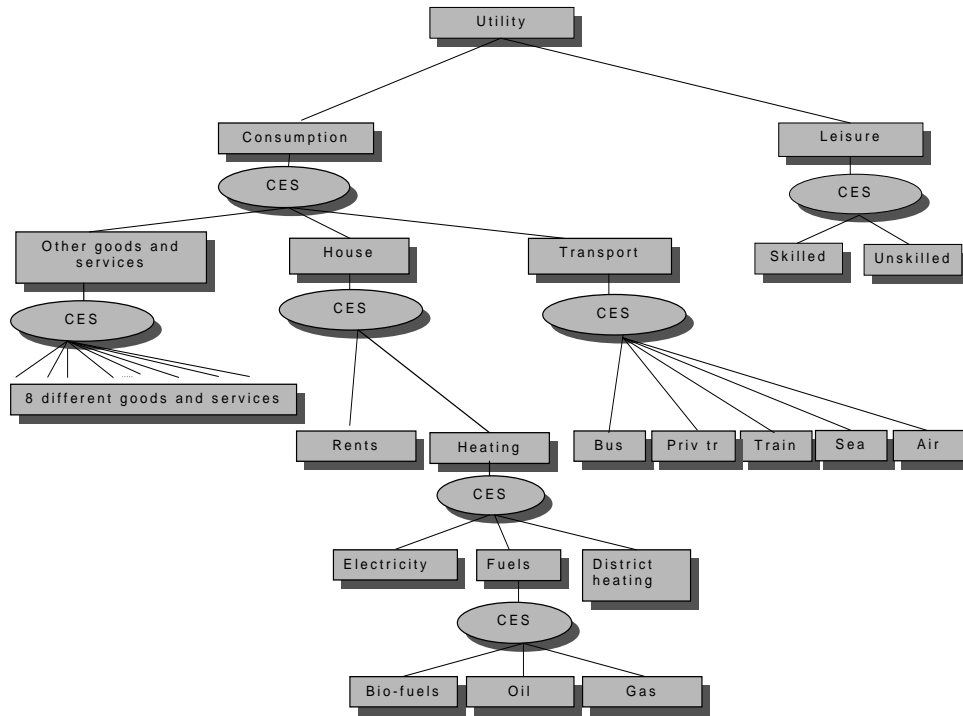 Utility
Consumption
Leisure
CES
CES
Other goods and
services
House
Transport
Skilled
Unskilled
CES
CES
CES
.....
8 different goods and services
Rents
Heating
Bus
Priv tr
Train
Sea
Air
CES
Electricity
Fuels
District
heating
CES
Bio-fuels
Oil
Gas